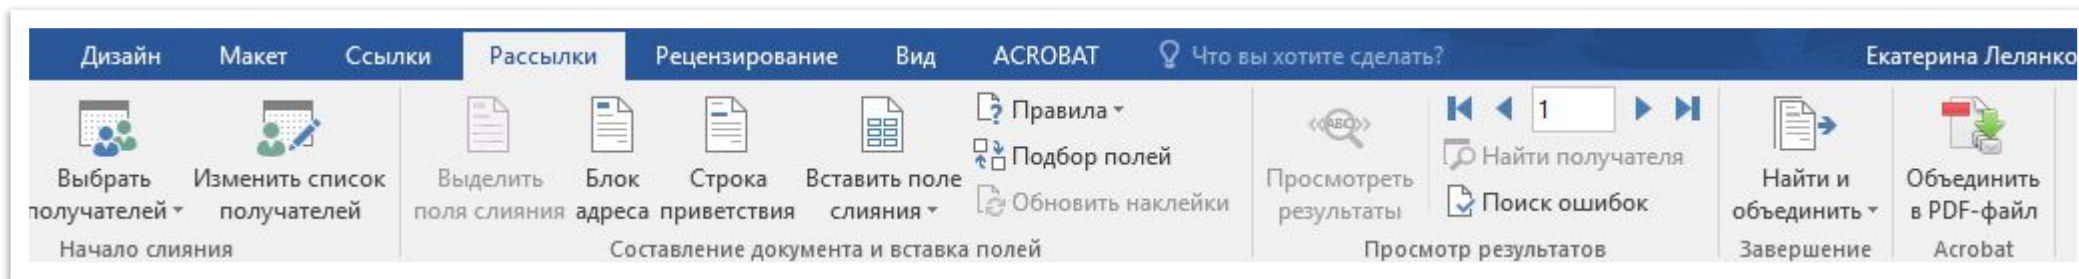 Дизайн Макет Ссылки Рассылки Рецензирование Вид ACROBAT Что вы хотите сделать? Екатерина Лелянко
Выбрать
получателей
Изменить список
получателей
Начало слияния
Выделить
поля слияния
Блок
адреса
Строка
приветствия
Вставить поле
слияния
Правила
Подбор полей
Обновить наклейки
Составление документа и вставка полей
ABC
Просмотреть
результаты
1
Найти получателя
Поиск ошибок
Просмотр результатов
Найти и
объединить
Завершение
Объединить
в PDF-файл
Acrobat